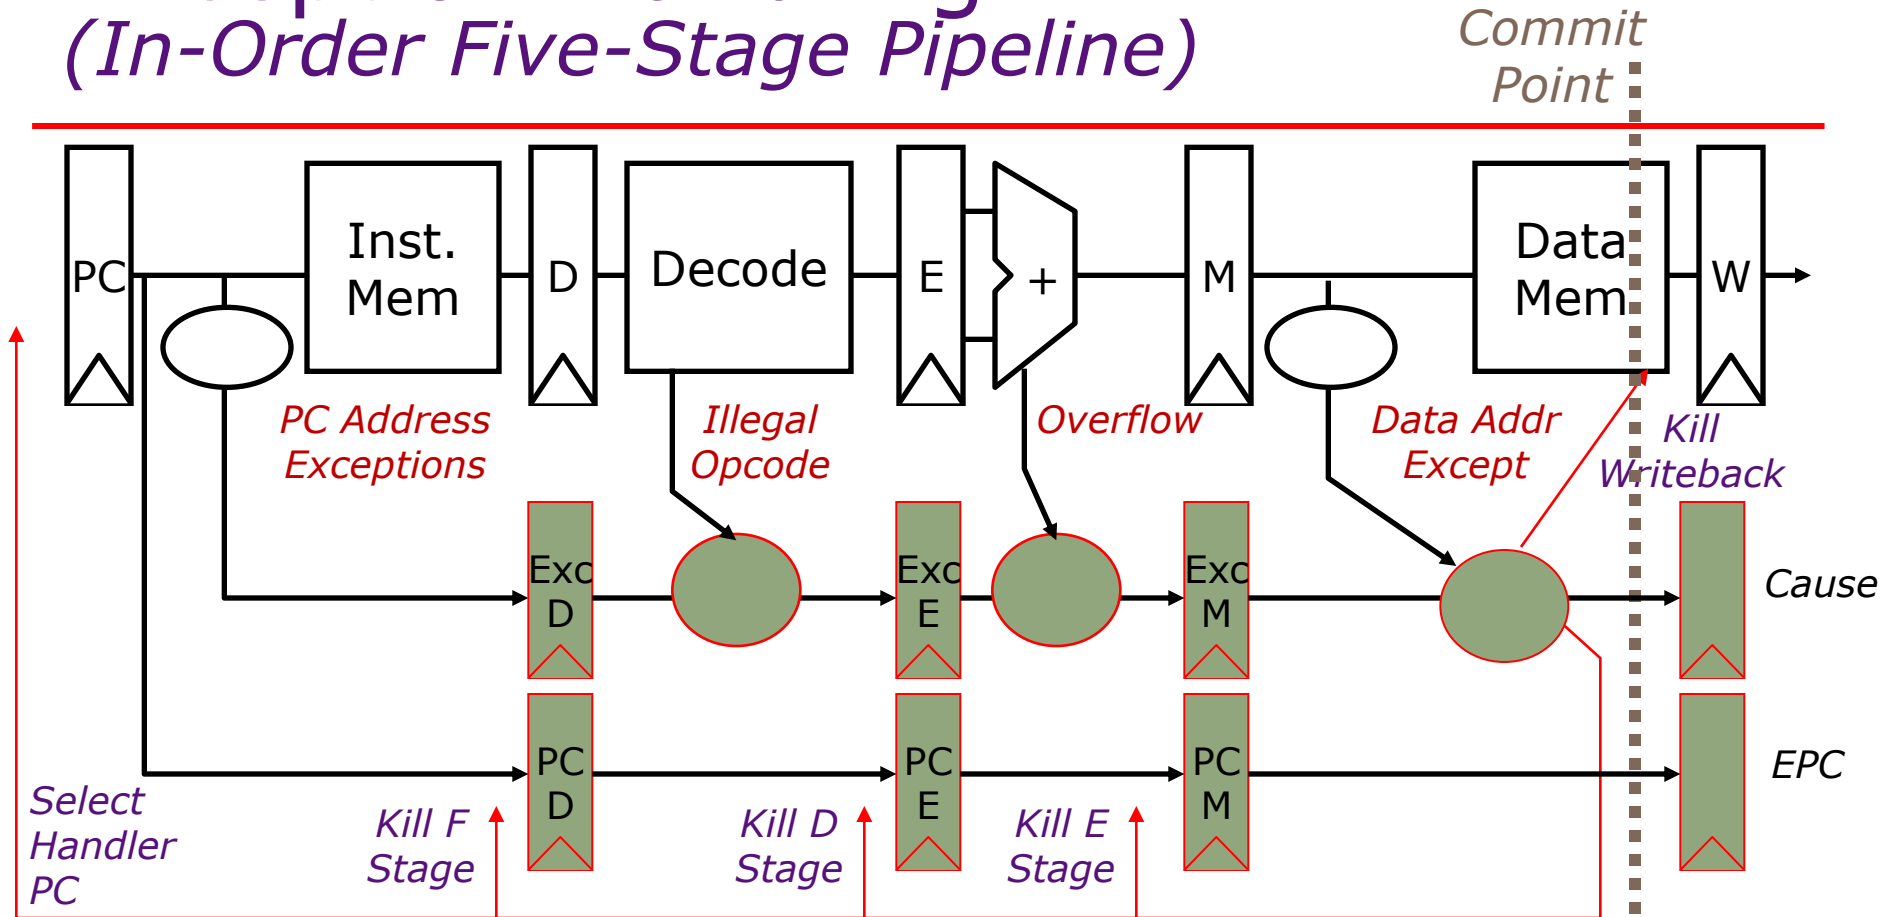 (In-Order Five-Stage Pipeline)
Commit
Point
PC
Inst.
Mem
D
Decode
E
+
M
Data
Mem
W
PC Address
Exceptions
Illegal
Opcode
Overflow
Data Addr
Except
Kill
Writeback
Exc
D
Exc
E
Exc
M
Cause
PC
D
PC
E
PC
M
EPC
Select
Handler
PC
Kill F
Stage
Kill D
Stage
Kill E
Stage